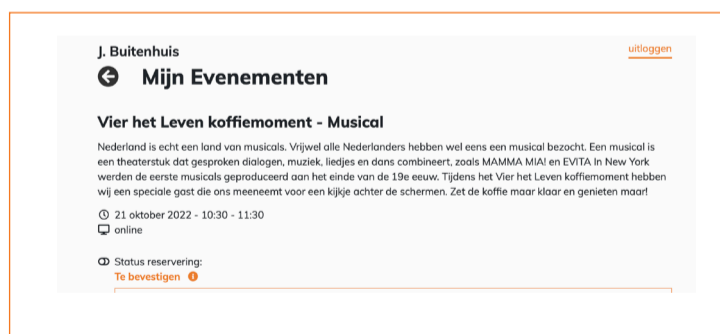 J. Buitenhuis
uitloggen
Mijn Evenementen
Vier het Leven koffiemoment - Musical
Nederland is echt een land van musicals. Vrijwel alle Nederlanders hebben wel eens een musical bezocht. Een musical is
een theaterstuk dat gesproken dialogen, muziek, liedjes en dans combineert, zoals MAMMA MIA! en EVITA In New York
werden de eerste musicals geproduceerd aan het einde van de 19e eeuw. Tijdens het Vier het Leven koffiemoment hebben
wij een speciale gast die ons meeneemt voor een kijkje achter de schermen. Zet de koffie maar klaar en genieten maar!
21 oktober 2022 - 10:30 - 11:30
online
Status reservering:
Te bevestigen